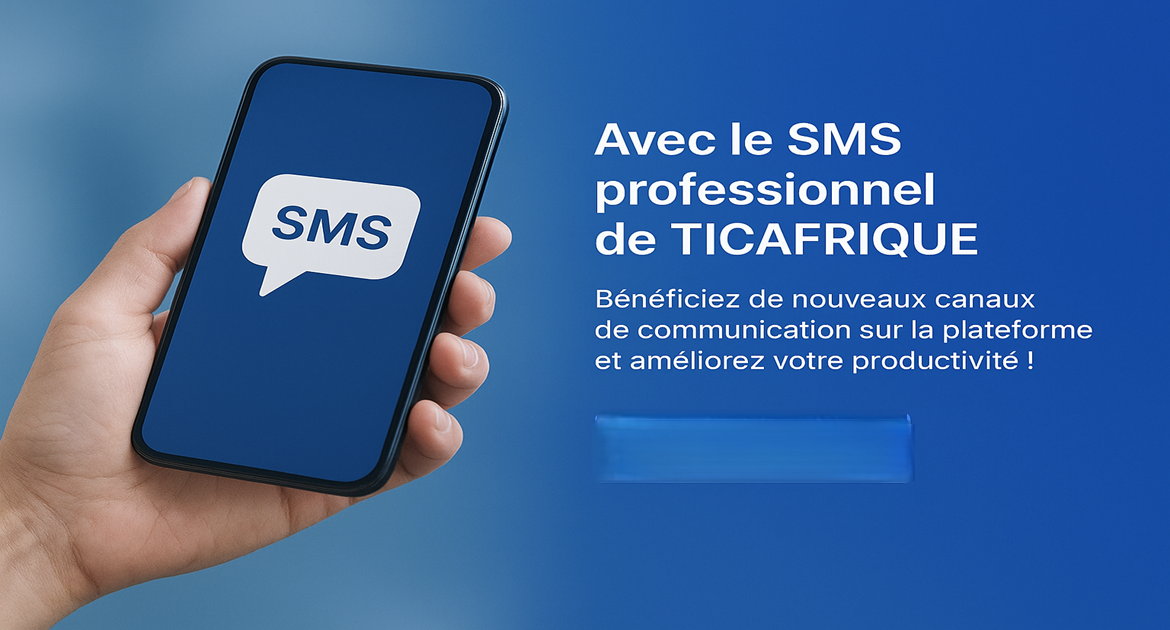 SMS
Avec le SMS
professionnel
de TICAFRIQUE
Bénéficiez de nouveaux canaux
de communication sur la plateforme
et améliorez votre productivité !